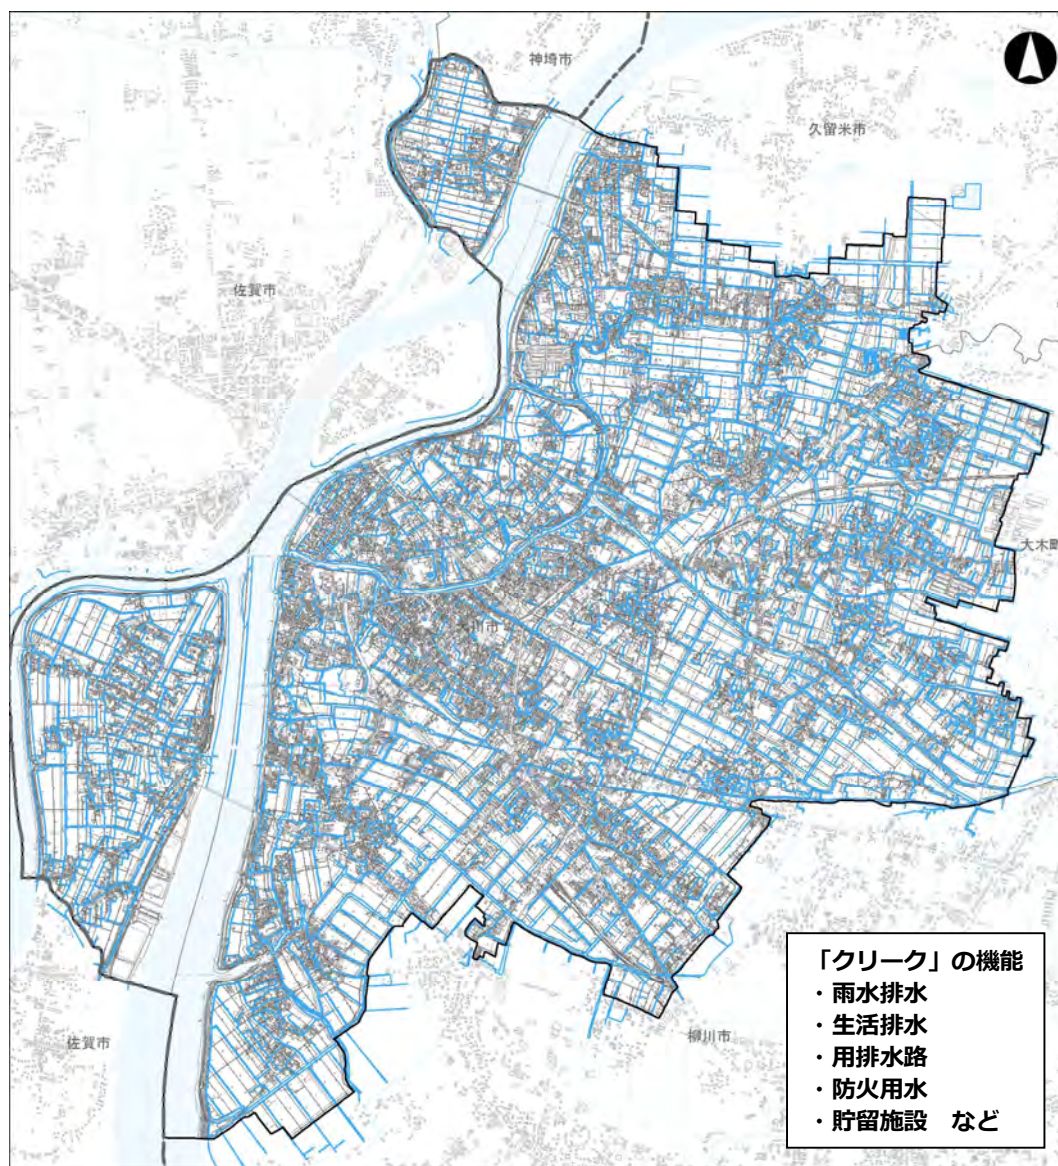 神埼市
久留米市
佐賀市
大木町
川市
佐賀市
柳川市
「クリーク」の機能
・雨水排水
・生活排水
・用排水路
・防火用水
・貯留施設　など